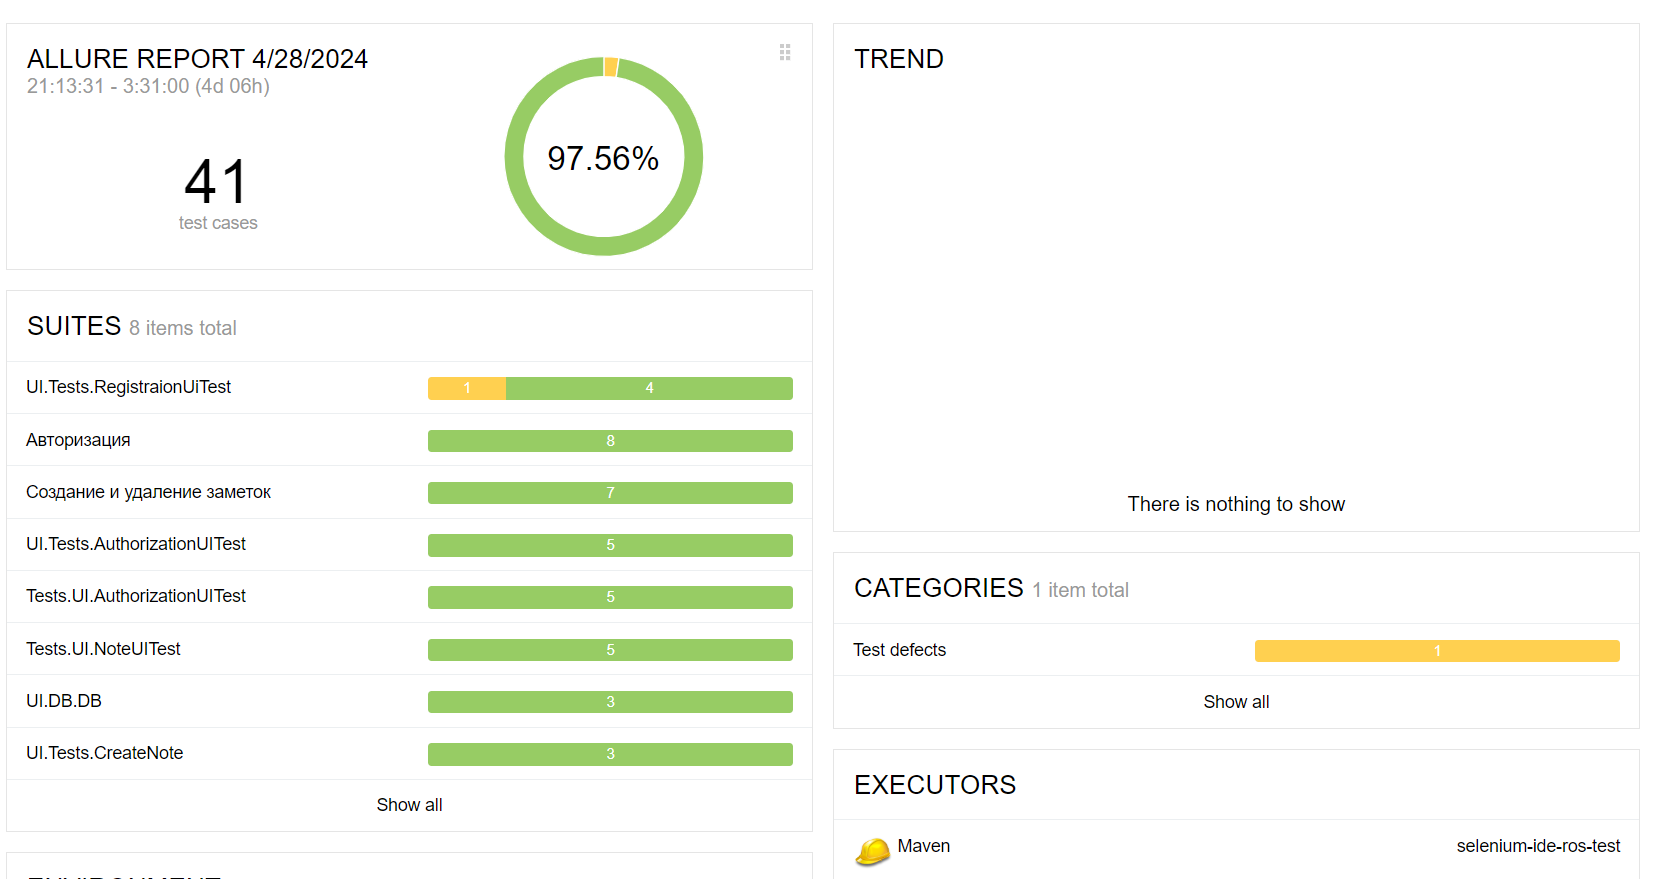 ALLURE REPORT 4/28/2024
21:13:31 - 3:31:00 (4d 06h)
41
test cases
97.56%
SUITES 8 items total
UI.Tests.RegistraionUiTest 1 4
Авторизация 8
Создание и удаление заметок 7
UI.Tests.AuthorizationUITest 5
Tests.UI.AuthorizationUITest 5
Tests.UI.NoteUITest 5
UI.DB.DB 3
UI.Tests.CreateNote 3
Show all
TREND
There is nothing to show
CATEGORIES 1 item total
Test defects 1
Show all
EXECUTORS
Maven selenium-ide-ros-test